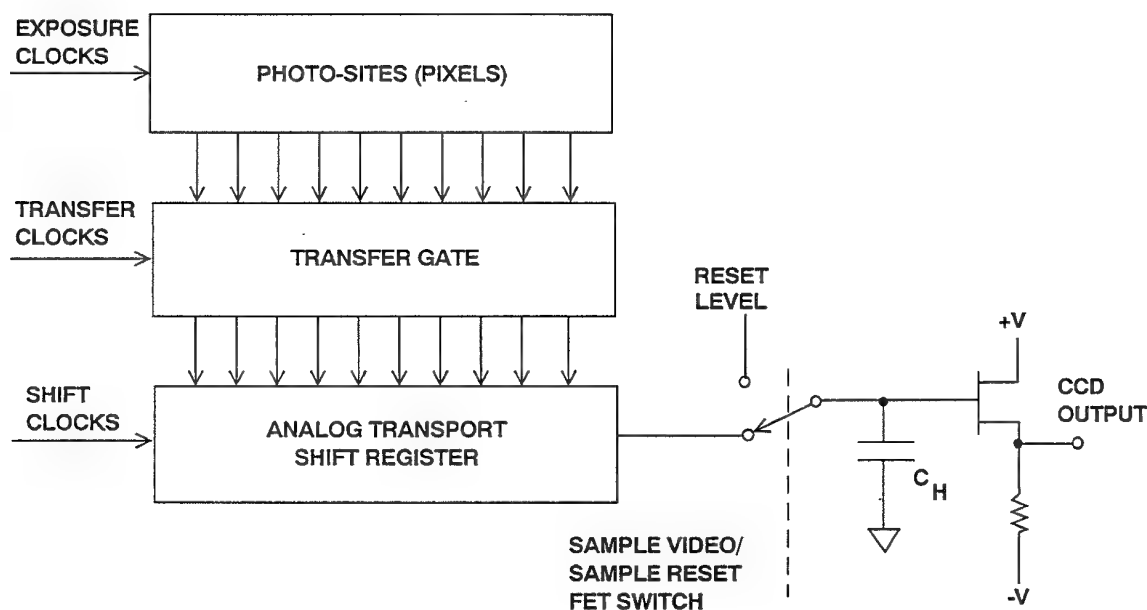 EXPOSURE
CLOCKS
PHOTO-SITES (PIXELS)
TRANSFER
CLOCKS
TRANSFER GATE
RESET
LEVEL
+V
SHIFT
CLOCKS
ANALOG TRANSPORT
SHIFT REGISTER
CCD
OUTPUT
CH
SAMPLE VIDEO/
SAMPLE RESET
FET SWITCH
-V